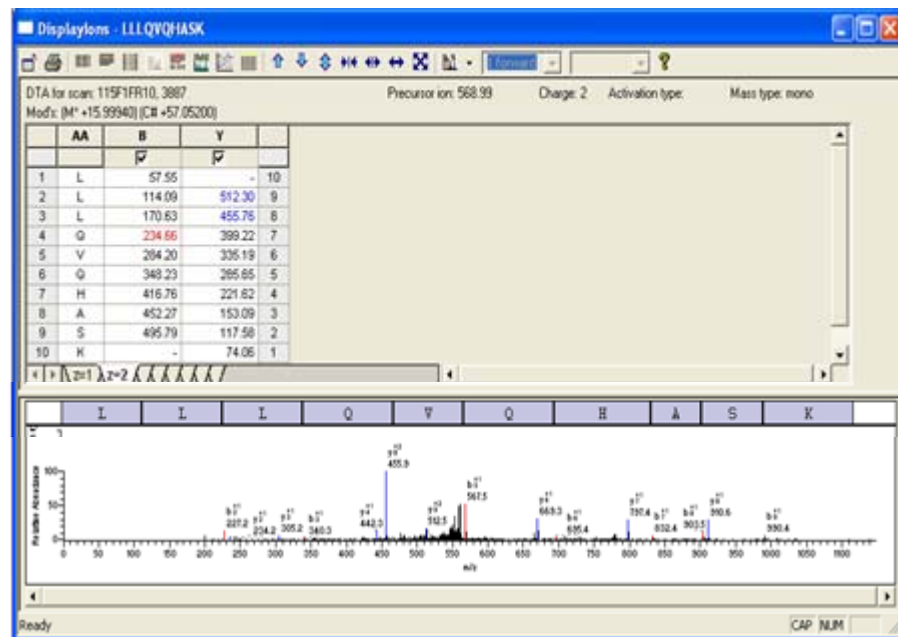 DisplayIons - LLLQVQHASK
1 forward
DTA for scan: 115F1FR10, 3887 Precursor ion: 568.99 Charge: 2 Activation type: Mass type: mono
Mod's: (M* +15.99940) (C# +57.05200)
AA B Y
1 L 57.55 - 10
2 L 114.09 512.30 9
3 L 170.63 455.76 8
4 Q 234.66 399.22 7
5 V 284.20 335.19 6
6 Q 348.23 285.65 5
7 H 416.76 221.62 4
8 A 452.27 153.09 3
9 S 495.79 117.58 2
10 K - 74.06 1
z=1 z=2
L L L Q V Q H A S K
Relative Abundance
100
50
0
455.9
567.5
227.2 234.2 305.2 340.3 442.3 512.5 669.3 695.4 797.4 832.4 903.5 910.6 990.4
0 50 100 150 200 250 300 350 400 450 500 550 600 650 700 750 800 850 900 950 1000 1050 1100
m/z
Ready CAP NUM